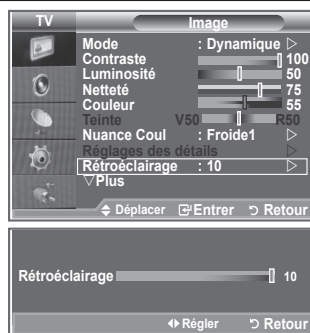 TV Image
Mode : Dynamique ▷
Contraste 100
Luminosité 50
Netteté 75
Couleur 55
Teinte V50 R50
Nuance Coul : Froide1 ▷
Réglages des détails ▷
Rétroéclairage : 10 ▷
▽Plus
Déplacer Entrer Retour
Rétroéclairage 10
Régler Retour